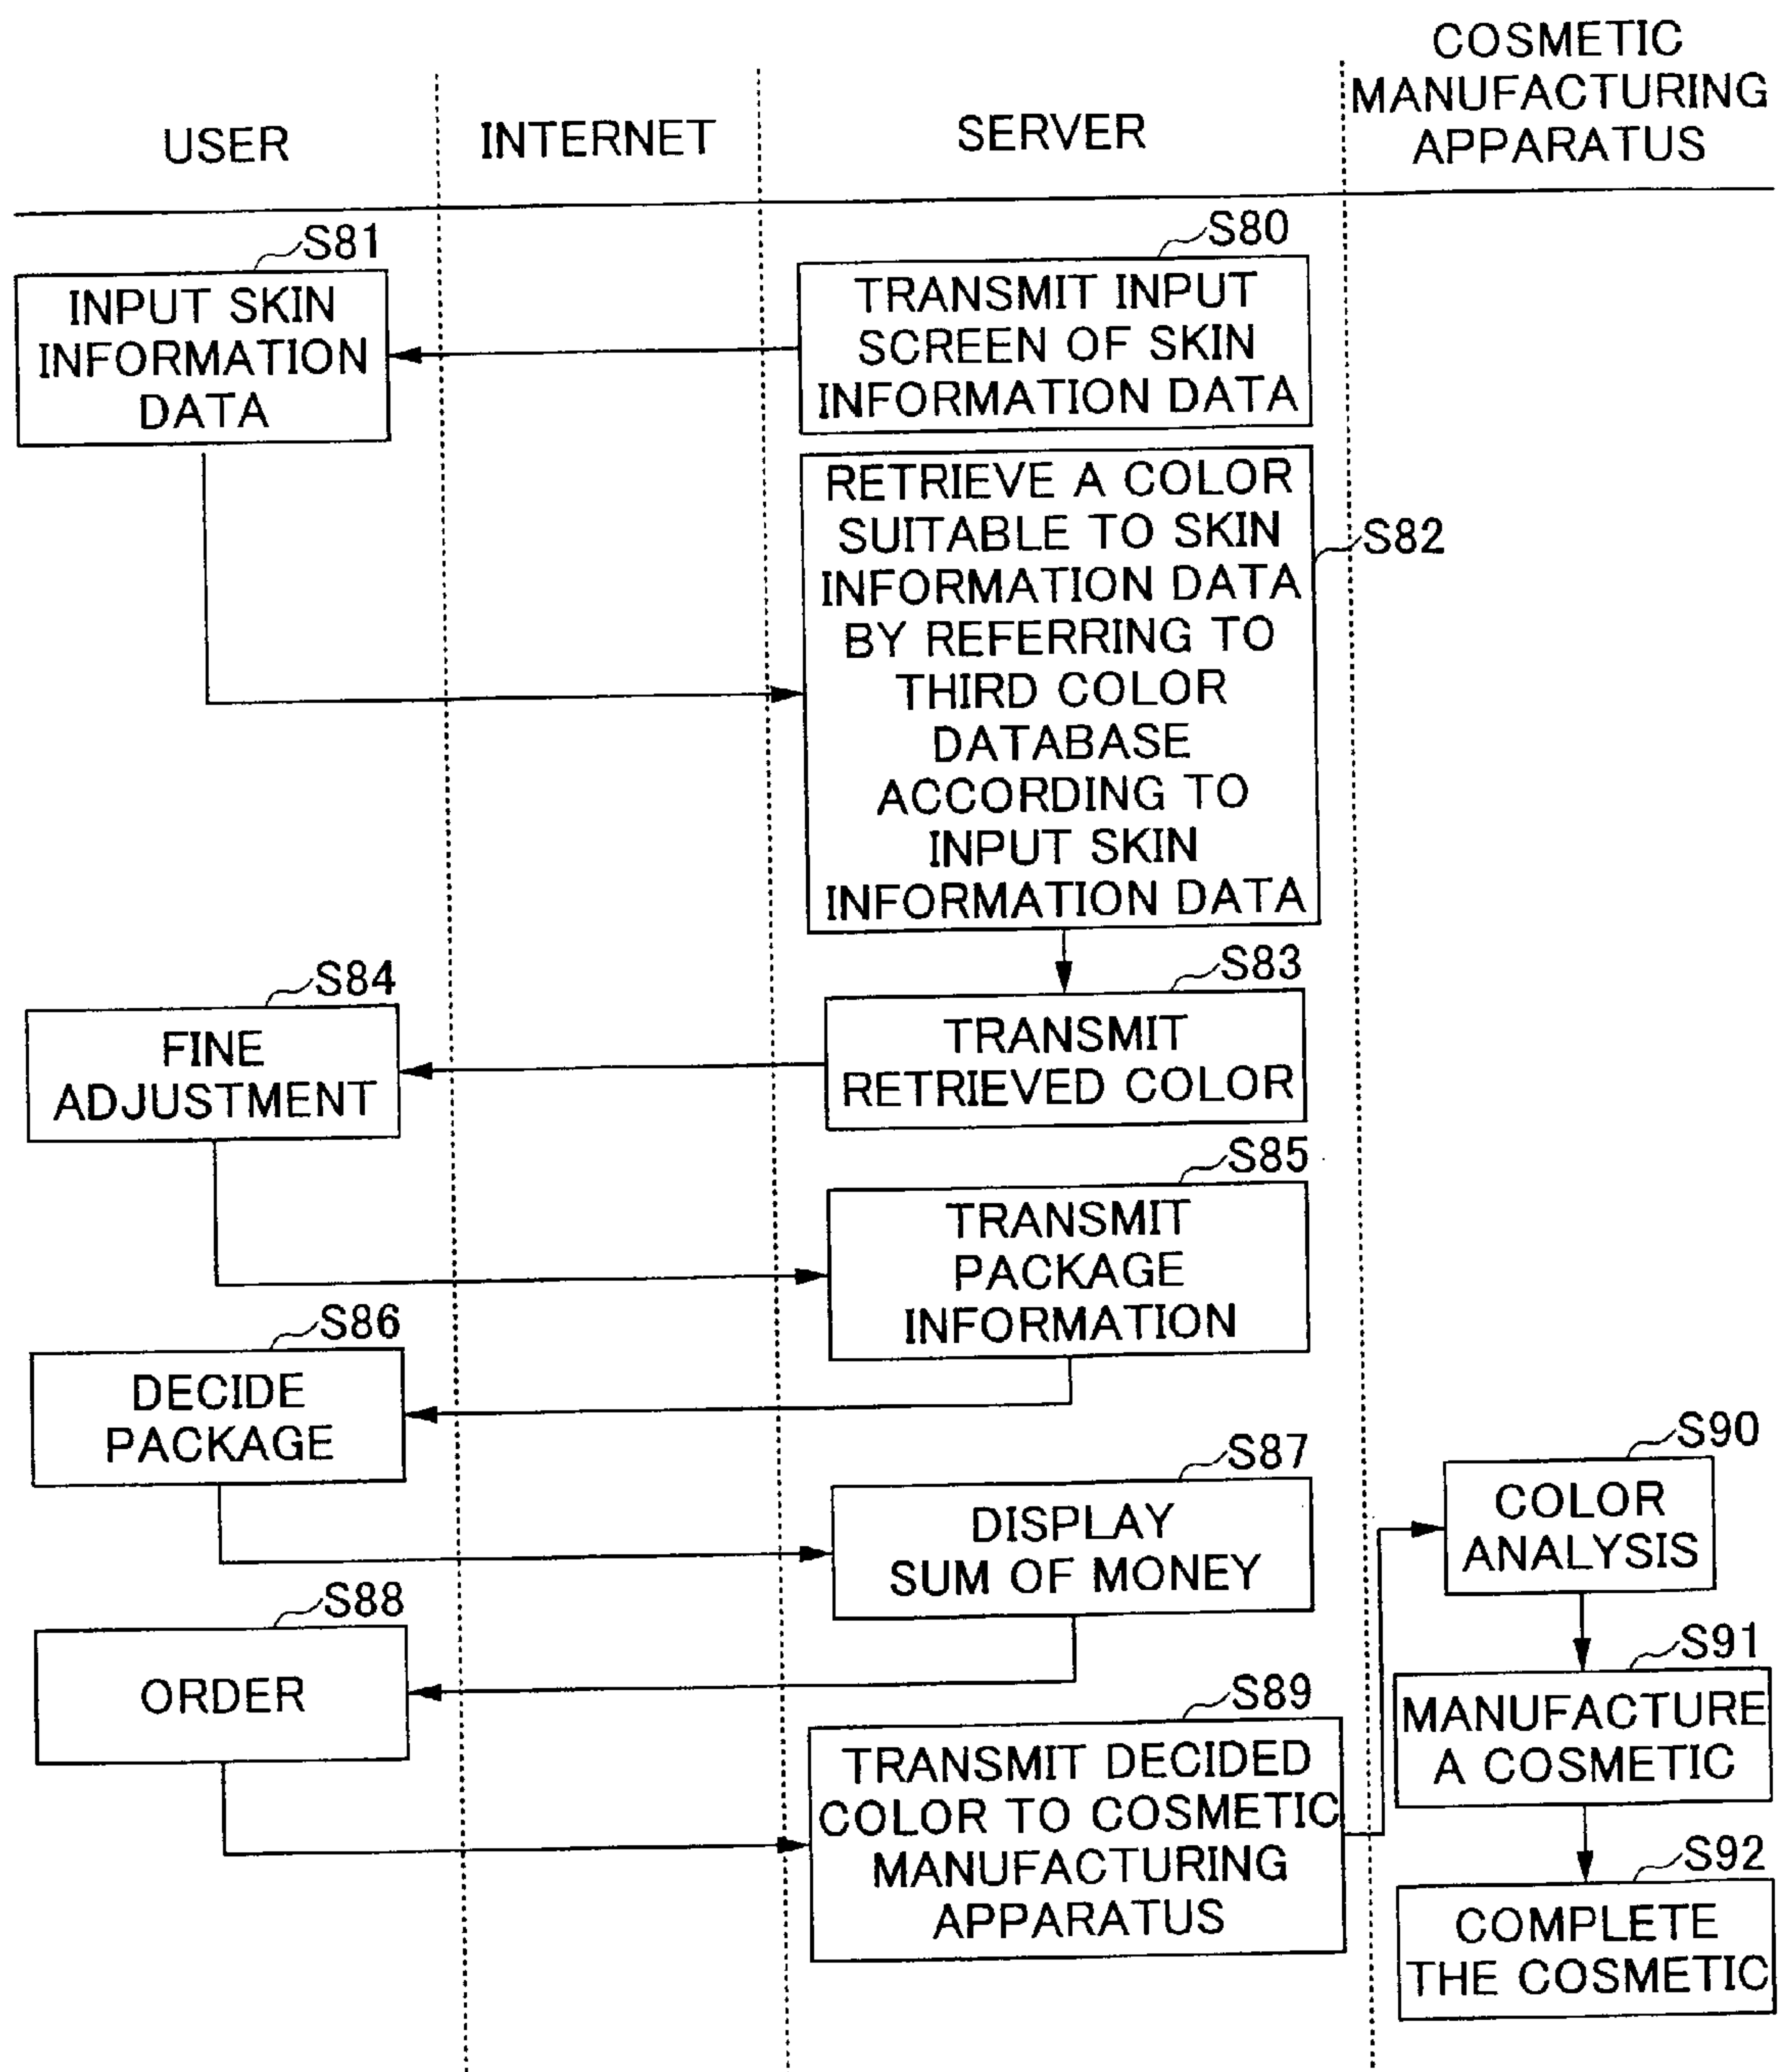 USER
INTERNET
SERVER
COSMETIC
MANUFACTURING
APPARATUS
S80
TRANSMIT INPUT
SCREEN OF SKIN
INFORMATION DATA
S81
INPUT SKIN
INFORMATION
DATA
S82
RETRIEVE A COLOR
SUITABLE TO SKIN
INFORMATION DATA
BY REFERRING TO
THIRD COLOR
DATABASE
ACCORDING TO
INPUT SKIN
INFORMATION DATA
S83
TRANSMIT
RETRIEVED COLOR
S84
FINE
ADJUSTMENT
S85
TRANSMIT
PACKAGE
INFORMATION
S86
DECIDE
PACKAGE
S87
DISPLAY
SUM OF MONEY
S88
ORDER
S89
TRANSMIT DECIDED
COLOR TO COSMETIC
MANUFACTURING
APPARATUS
S90
COLOR
ANALYSIS
S91
MANUFACTURE
A COSMETIC
S92
COMPLETE
THE COSMETIC